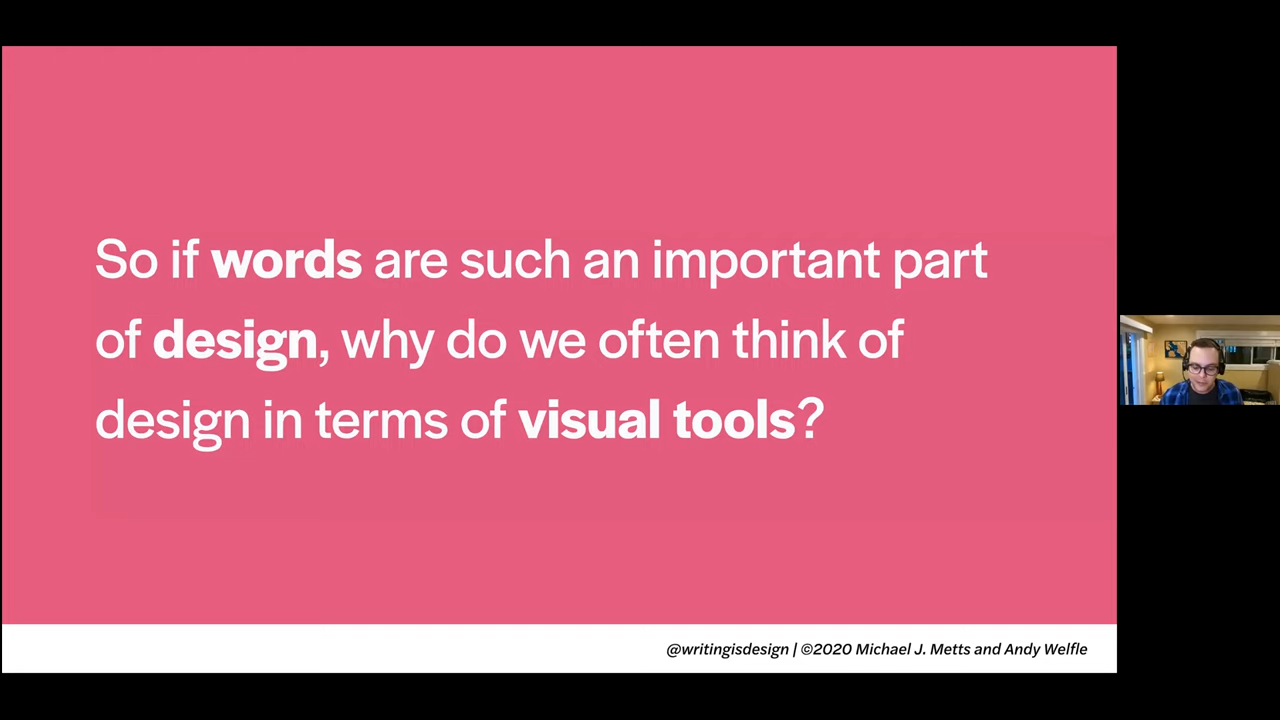 So if words are such an important part
of design, why do we often think of
design in terms of visual tools?
@writingisdesign | ©2020 Michael J. Metts and Andy Welfle